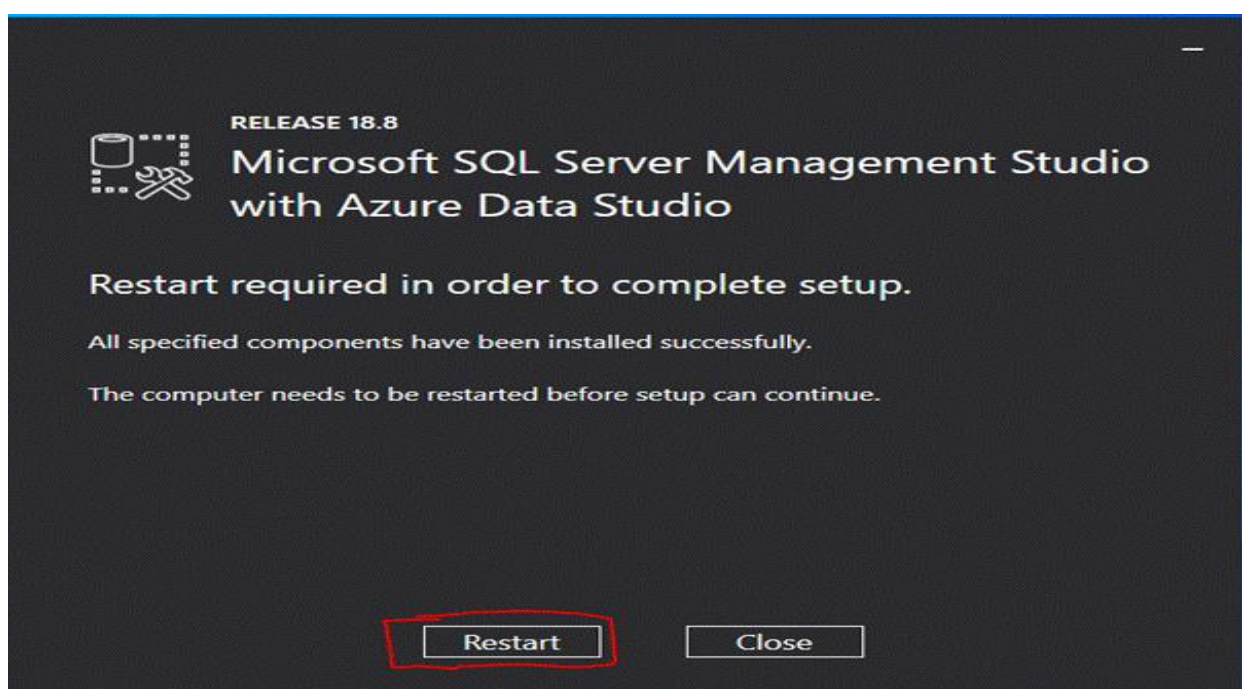 RELEASE 18.8
Microsoft SQL Server Management Studio
with Azure Data Studio
Restart required in order to complete setup.
All specified components have been installed successfully.
The computer needs to be restarted before setup can continue.
Restart
Close